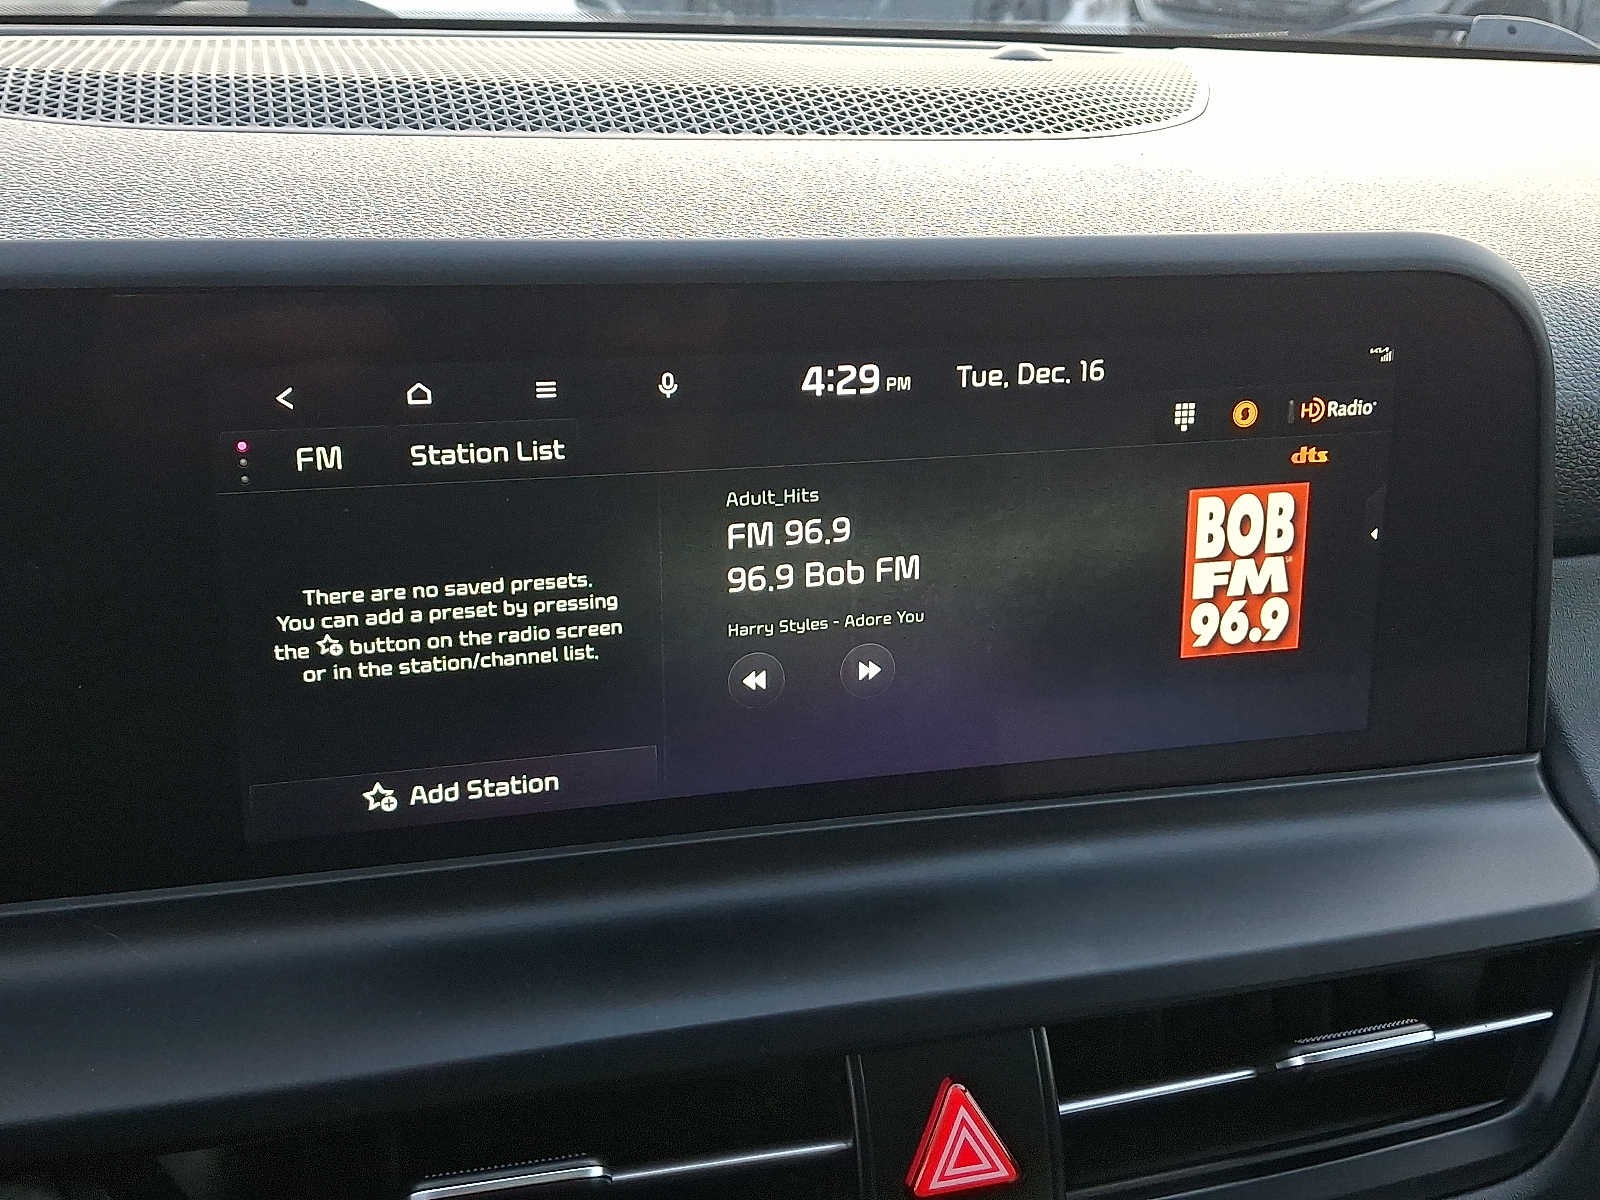 4:29 PM Tue, Dec. 16
KIA
HD Radio
FM Station List
dts
Adult_Hits
FM 96.9
96.9 Bob FM
Harry Styles - Adore You
BOB
FM
96.9
There are no saved presets.
You can add a preset by pressing
the button on the radio screen
or in the station/channel list.
Add Station